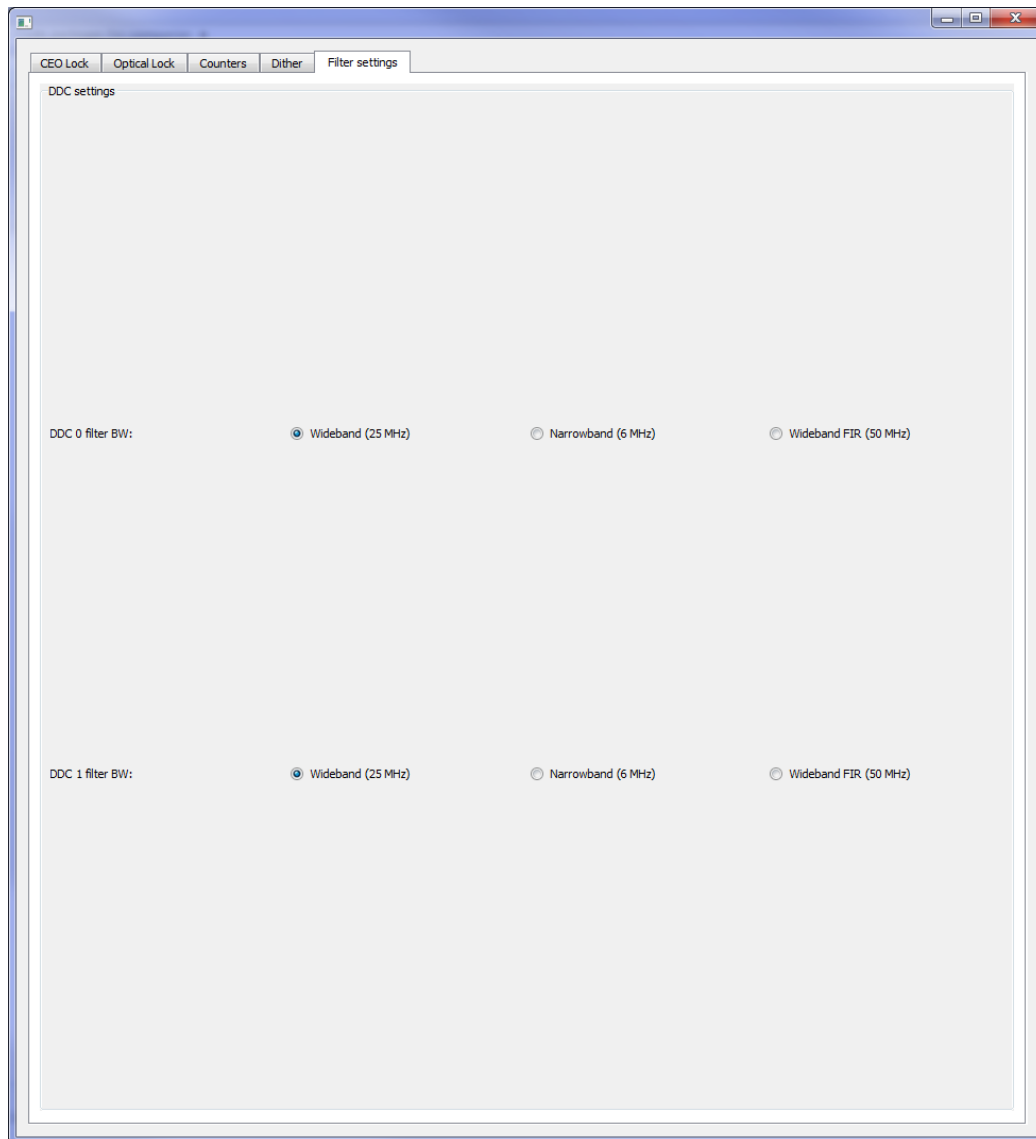 CEO Lock Optical Lock Counters Dither Filter settings
DDC settings
DDC 0 filter BW: Wideband (25 MHz) Narrowband (6 MHz) Wideband FIR (50 MHz)
DDC 1 filter BW: Wideband (25 MHz) Narrowband (6 MHz) Wideband FIR (50 MHz)